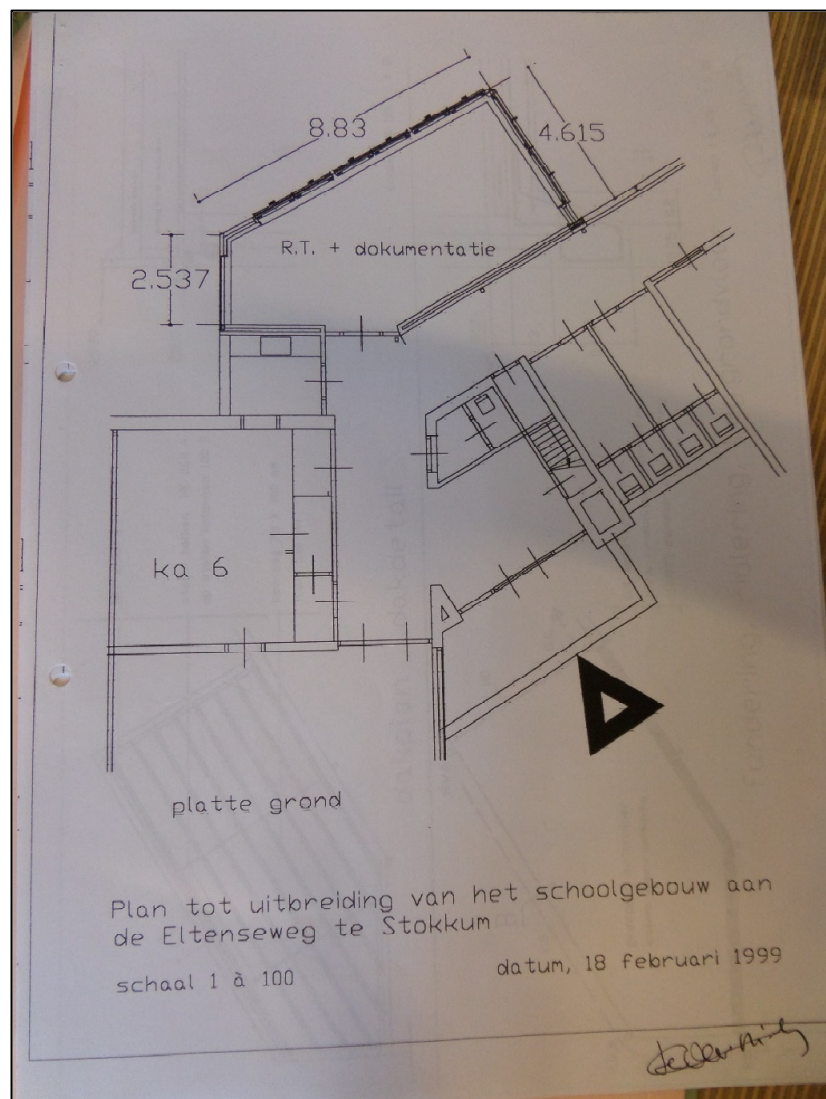 8.83
4.615
R.T. + dokumentatie
2.537
ka 6
platte grond
Plan tot uitbreiding van het schoolgebouw aan
de Eltenseweg te Stokkum
schaal 1 à 100
datum, 18 februari 1999